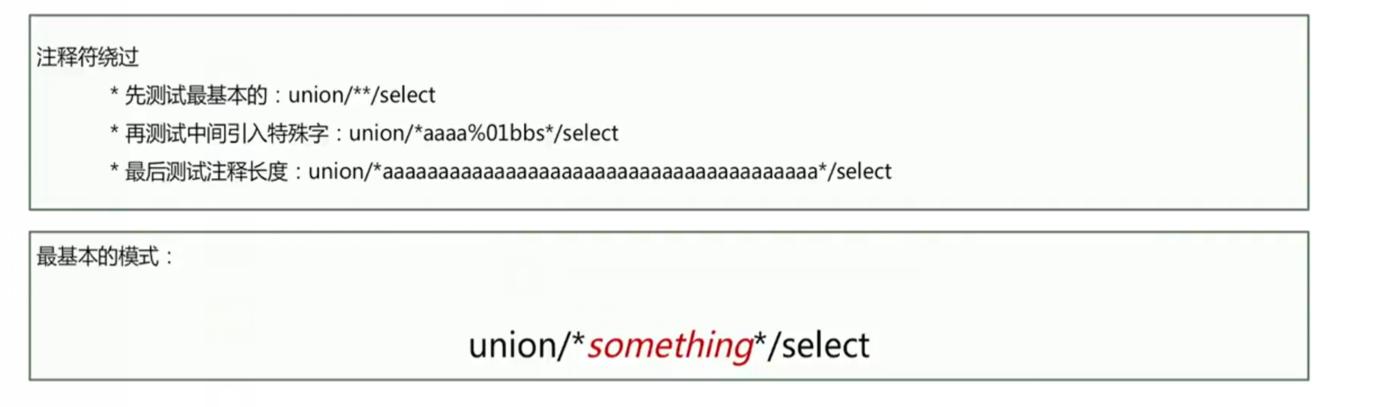 注释符绕过
* 先测试最基本的：union/**/select
* 再测试中间引入特殊字：union/*aaaa%01bbs*/select
* 最后测试注释长度：union/*aaaaaaaaaaaaaaaaaaaaaaaaaaaaaaaaaaaaaaa*/select
最基本的模式：
union/*something*/select